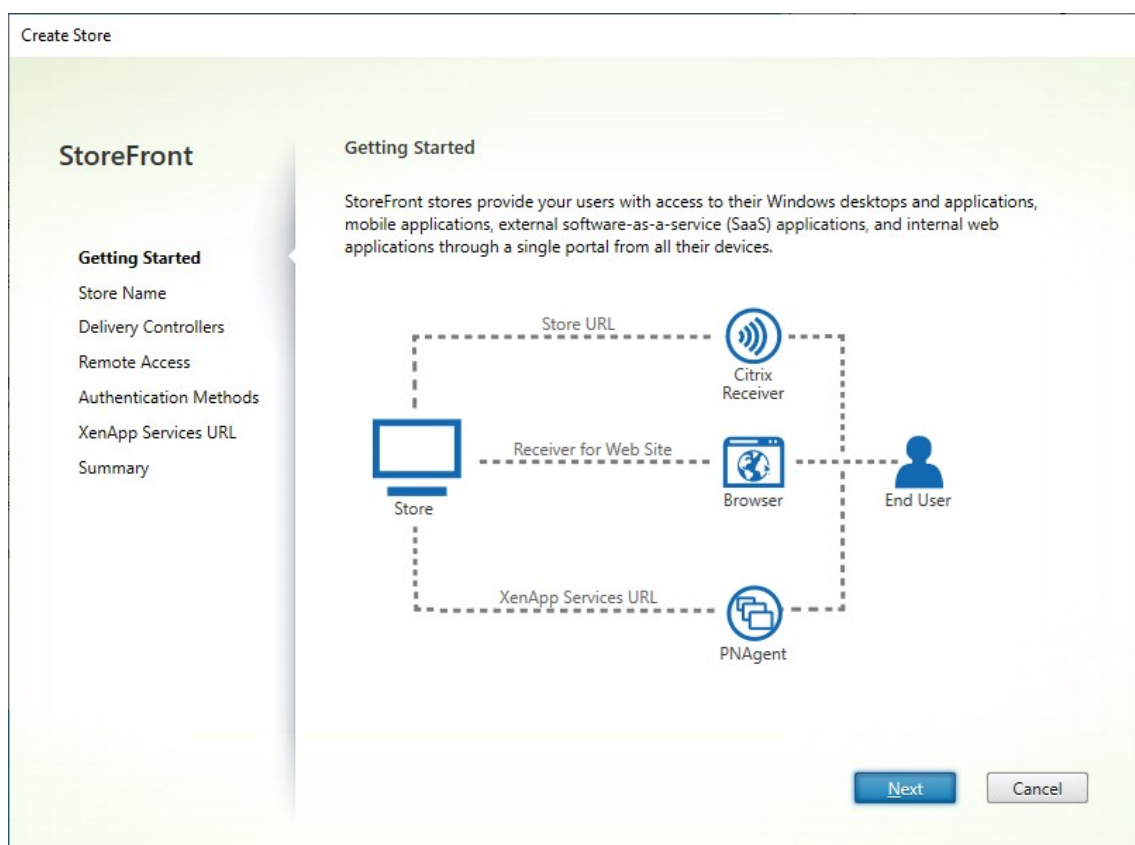 Create Store
StoreFront
Getting Started
Store Name
Delivery Controllers
Remote Access
Authentication Methods
XenApp Services URL
Summary
Getting Started
StoreFront stores provide your users with access to their Windows desktops and applications,
mobile applications, external software-as-a-service (SaaS) applications, and internal web
applications through a single portal from all their devices.
Store URL
Citrix
Receiver
Receiver for Web Site
Store
Browser
End User
XenApp Services URL
PNAgent
Next
Cancel